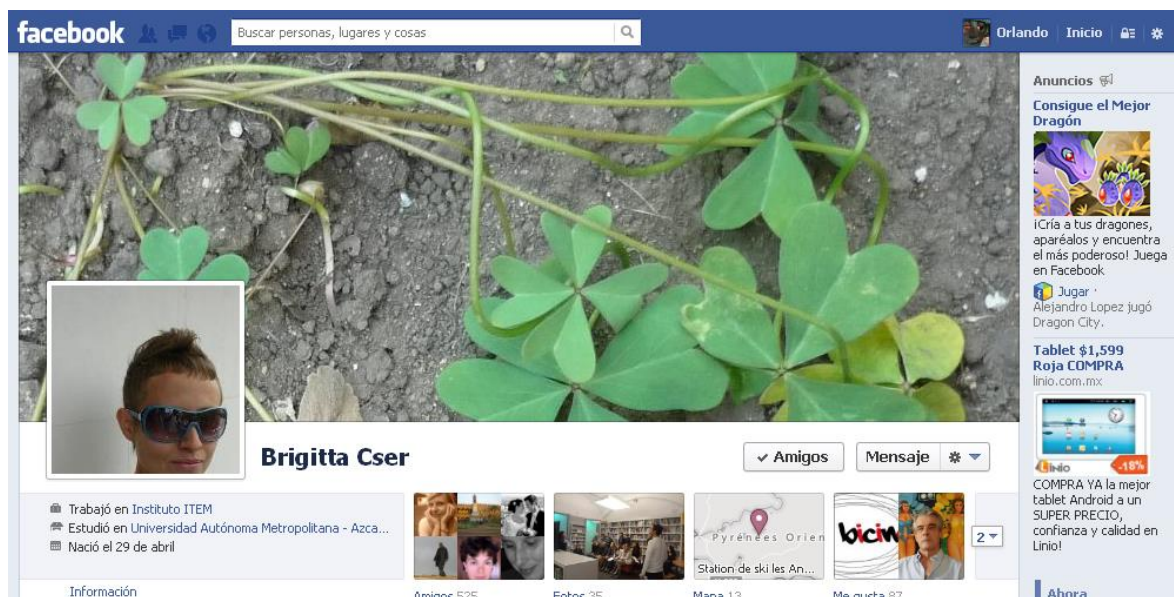 facebook
Buscar personas, lugares y cosas
Orlando Inicio
Anuncios
Consigue el Mejor
Dragón
¡Cría a tus dragones,
aparéalos y encuentra
el más poderoso! Juega
en Facebook
Jugar ·
Alejandro Lopez jugó
Dragon City.
Tablet $1,599
Roja COMPRA
linio.com.mx
Linio
-18%
COMPRA YA la mejor
tablet Android a un
SUPER PRECIO,
confianza y calidad en
Linio!
Ahora
Brigitta Cser
Amigos
Mensaje
Trabajó en Instituto ITEM
Estudió en Universidad Autónoma Metropolitana - Azca...
Nació el 29 de abril
Información
Pyrénées Orien
Station de ski les An...
bicin
2
Amigos 525
Fotos 35
Mapa 13
Me gusta 87